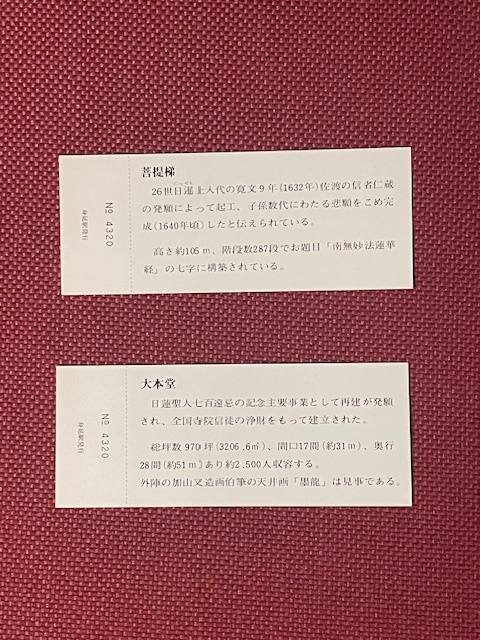 菩提梯
26世日暹上人代の寛文9年(1632年)佐渡の信者仁蔵
の発願によって起工、子孫数代にわたる悲願をこめ完
成(1640年頃)したと伝えられている。
高さ約105m、階段数287段でお題目「南無妙法蓮華
経」の七字に構築されている。
№ 4320
身延駅発行
大本堂
日蓮聖人七百遠忌の記念主要事業として再建が発願
され、全国寺院信徒の浄財をもって建立された。
総坪数970坪(3206.6㎡)、間口17間(約31m)、奥行
28間(約51m)あり約2,500人収容する。
外陣の加山又造画伯筆の天井画「墨龍」は見事である。
№ 4320
身延駅発行